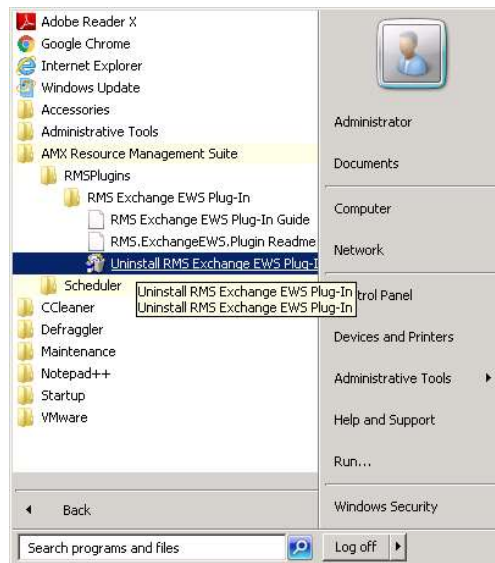 Adobe Reader X
Google Chrome
Internet Explorer
Windows Update
Accessories
Administrative Tools
AMX Resource Management Suite
RMSPlugins
RMS Exchange EWS Plug-In
RMS Exchange EWS Plug-In Guide
RMS.ExchangeEWS.Plugin Readme
Uninstall RMS Exchange EWS Plug-I
Scheduler
Uninstall RMS Exchange EWS Plug-In
Uninstall RMS Exchange EWS Plug-In
CCleaner
Defraggler
Maintenance
Notepad++
Startup
VMware
Back
Search programs and files
Administrator
Documents
Computer
Network
trol Panel
Devices and Printers
Administrative Tools
Help and Support
Run...
Windows Security
Log off